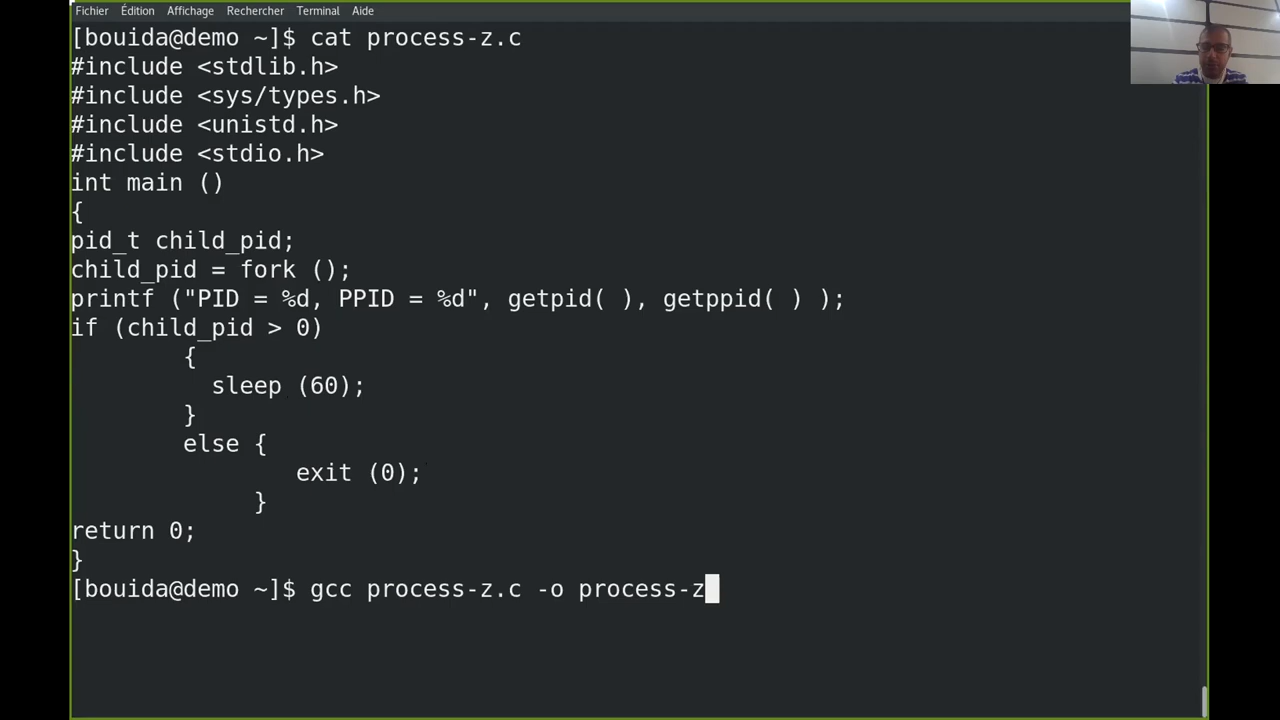 Fichier Édition Affichage Rechercher Terminal Aide
[bouida@demo ~]$ cat process-z.c
#include <stdlib.h>
#include <sys/types.h>
#include <unistd.h>
#include <stdio.h>
int main ()
{
pid_t child_pid;
child_pid = fork ();
printf ("PID = %d, PPID = %d", getpid( ), getppid( ) );
if (child_pid > 0)
        {
          sleep (60);
        }
        else {
                exit (0);
             }
return 0;
}
[bouida@demo ~]$ gcc process-z.c -o process-z